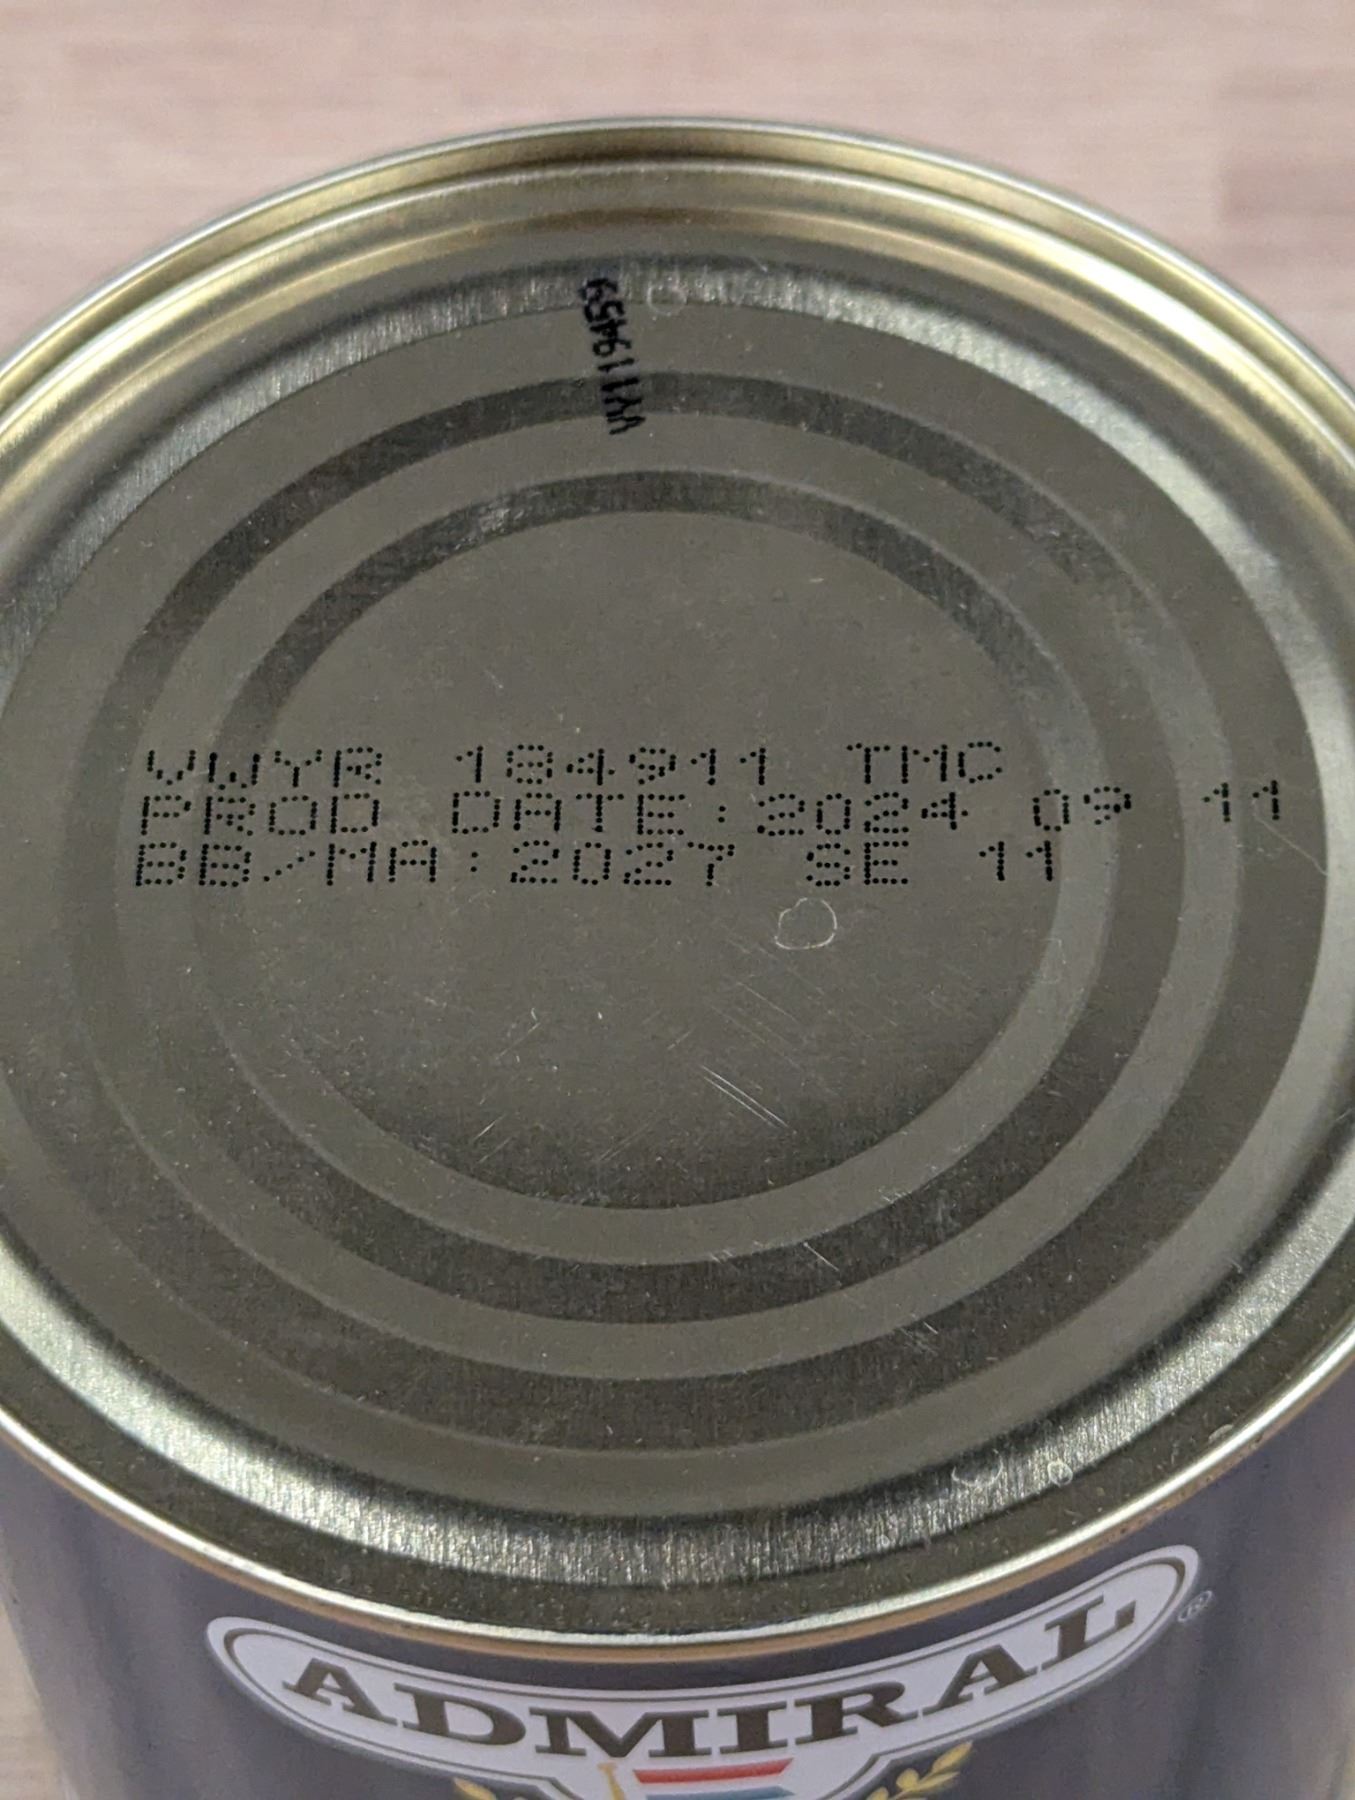 VWYR 184911 TMC
PROD DATE:2024 09 11
BB/MA:2027 SE 11
ADMIRAL®